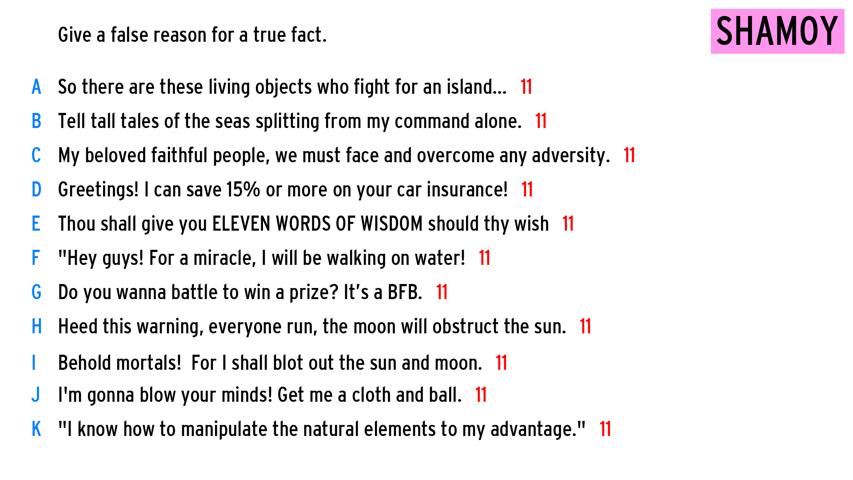 Give a false reason for a true fact.
SHAMOY
A So there are these living objects who fight for an island... 11
B Tell tall tales of the seas splitting from my command alone. 11
C My beloved faithful people, we must face and overcome any adversity. 11
D Greetings! I can save 15% or more on your car insurance! 11
E Thou shall give you ELEVEN WORDS OF WISDOM should thy wish 11
F "Hey guys! For a miracle, I will be walking on water! 11
G Do you wanna battle to win a prize? It's a BFB. 11
H Heed this warning, everyone run, the moon will obstruct the sun. 11
I Behold mortals! For I shall blot out the sun and moon. 11
J I'm gonna blow your minds! Get me a cloth and ball. 11
K "I know how to manipulate the natural elements to my advantage." 11